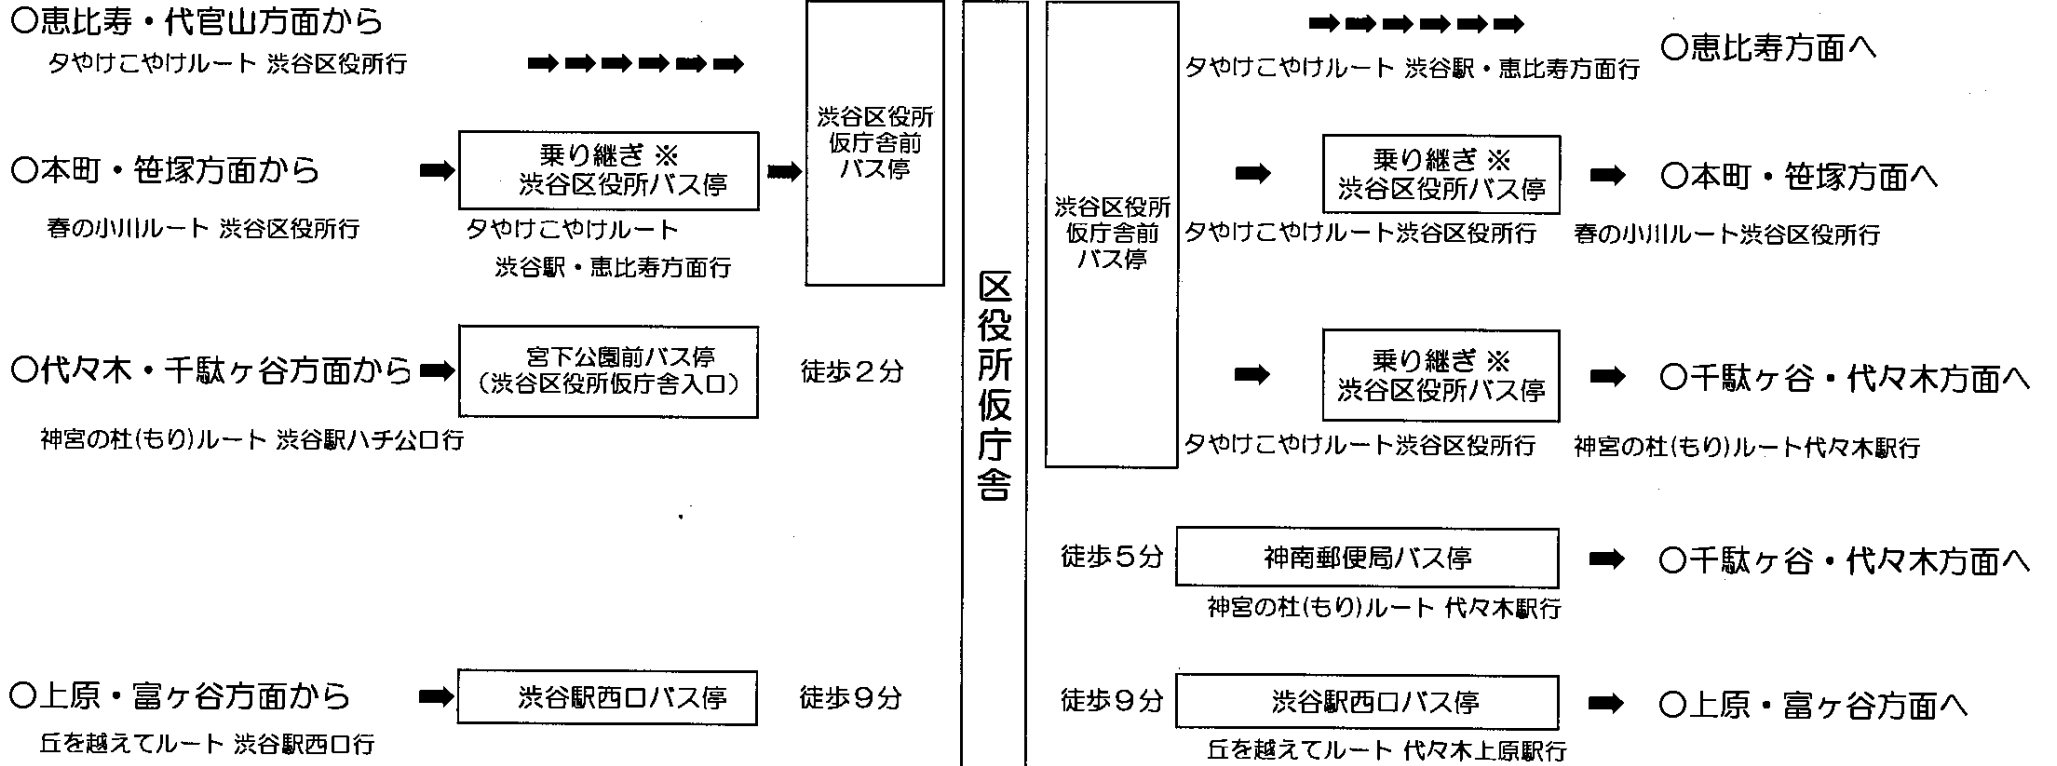 ○恵比寿・代官山方面から
夕やけこやけルート 渋谷区役所行
渋谷区役所
仮庁舎前
バス停
○本町・笹塚方面から
乗り継ぎ ※
渋谷区役所バス停
春の小川ルート 渋谷区役所行
夕やけこやけルート
渋谷駅・恵比寿方面行
○代々木・千駄ヶ谷方面から
宮下公園前バス停
（渋谷区役所仮庁舎入口）
徒歩２分
神宮の杜(もり)ルート 渋谷駅ハチ公口行
○上原・富ヶ谷方面から
渋谷駅西口バス停
徒歩９分
丘を越えてルート 渋谷駅西口行
区役所仮庁舎
渋谷区役所
仮庁舎前
バス停
夕やけこやけルート 渋谷駅・恵比寿方面行
○恵比寿方面へ
乗り継ぎ ※
渋谷区役所バス停
○本町・笹塚方面へ
夕やけこやけルート渋谷区役所行
春の小川ルート渋谷区役所行
乗り継ぎ ※
渋谷区役所バス停
○千駄ヶ谷・代々木方面へ
夕やけこやけルート渋谷区役所行
神宮の杜(もり)ルート代々木駅行
徒歩５分
神南郵便局バス停
○千駄ヶ谷・代々木方面へ
神宮の杜(もり)ルート 代々木駅行
徒歩９分
渋谷駅西口バス停
○上原・富ヶ谷方面へ
丘を越えてルート 代々木上原駅行